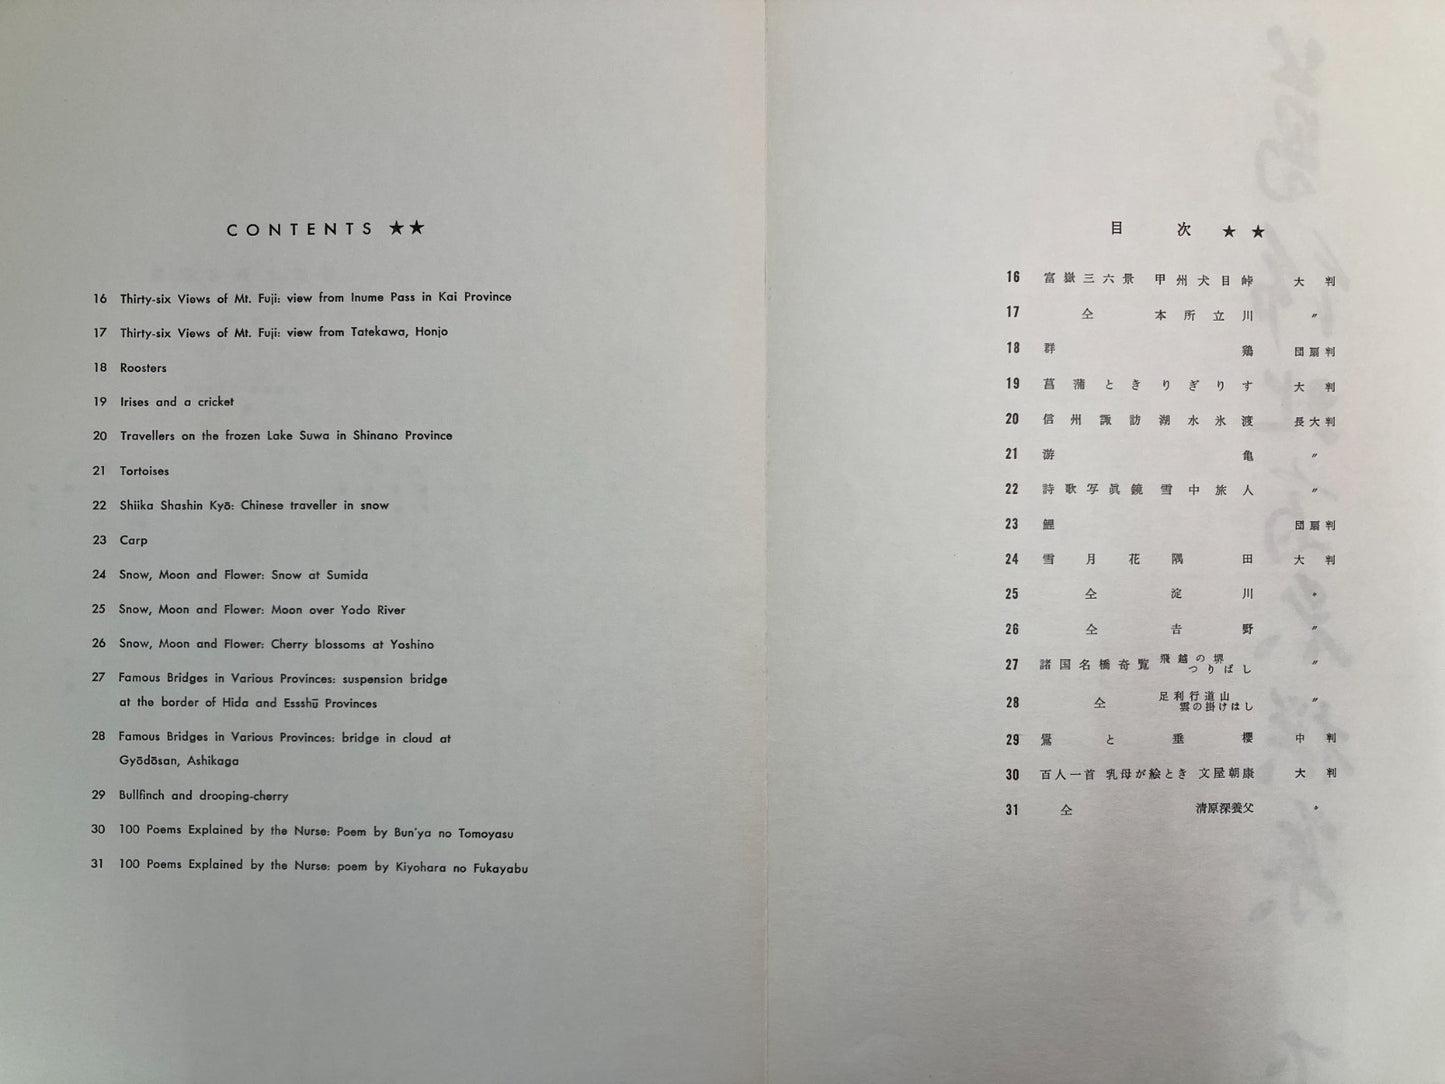 CONTENTS ★★
16 Thirty-six Views of Mt. Fuji: view from Inume Pass in Kai Province
17 Thirty-six Views of Mt. Fuji: view from Tatekawa, Honjo
18 Roosters
19 Irises and a cricket
20 Travellers on the frozen Lake Suwa in Shinano Province
21 Tortoises
22 Shiika Shashin Kyō: Chinese traveller in snow
23 Carp
24 Snow, Moon and Flower: Snow at Sumida
25 Snow, Moon and Flower: Moon over Yodo River
26 Snow, Moon and Flower: Cherry blossoms at Yoshino
27 Famous Bridges in Various Provinces: suspension bridge
at the border of Hida and Essshū Provinces
28 Famous Bridges in Various Provinces: bridge in cloud at
Gyōdōsan, Ashikaga
29 Bullfinch and drooping-cherry
30 100 Poems Explained by the Nurse: Poem by Bun'ya no Tomoyasu
31 100 Poems Explained by the Nurse: poem by Kiyohara no Fukayabu
目次 ★★
16 富嶽三六景 甲州犬目峠 大判
17 仝 本所立川 〃
18 群鶏 団扇判
19 菖蒲ときりぎりす 大判
20 信州諏訪湖水氷渡 長大判
21 游亀 〃
22 詩歌写眞鏡 雪中旅人 〃
23 鯉 団扇判
24 雪月花 隅田 大判
25 仝 淀川 〃
26 仝 吉野 〃
27 諸国名橋奇覧 飛越の堺
つりばし 〃
28 仝 足利行道山
雲の掛けはし 〃
29 鷽と垂櫻 中判
30 百人一首 乳母が絵とき 文屋朝康 大判
31 仝 清原深養父 〃